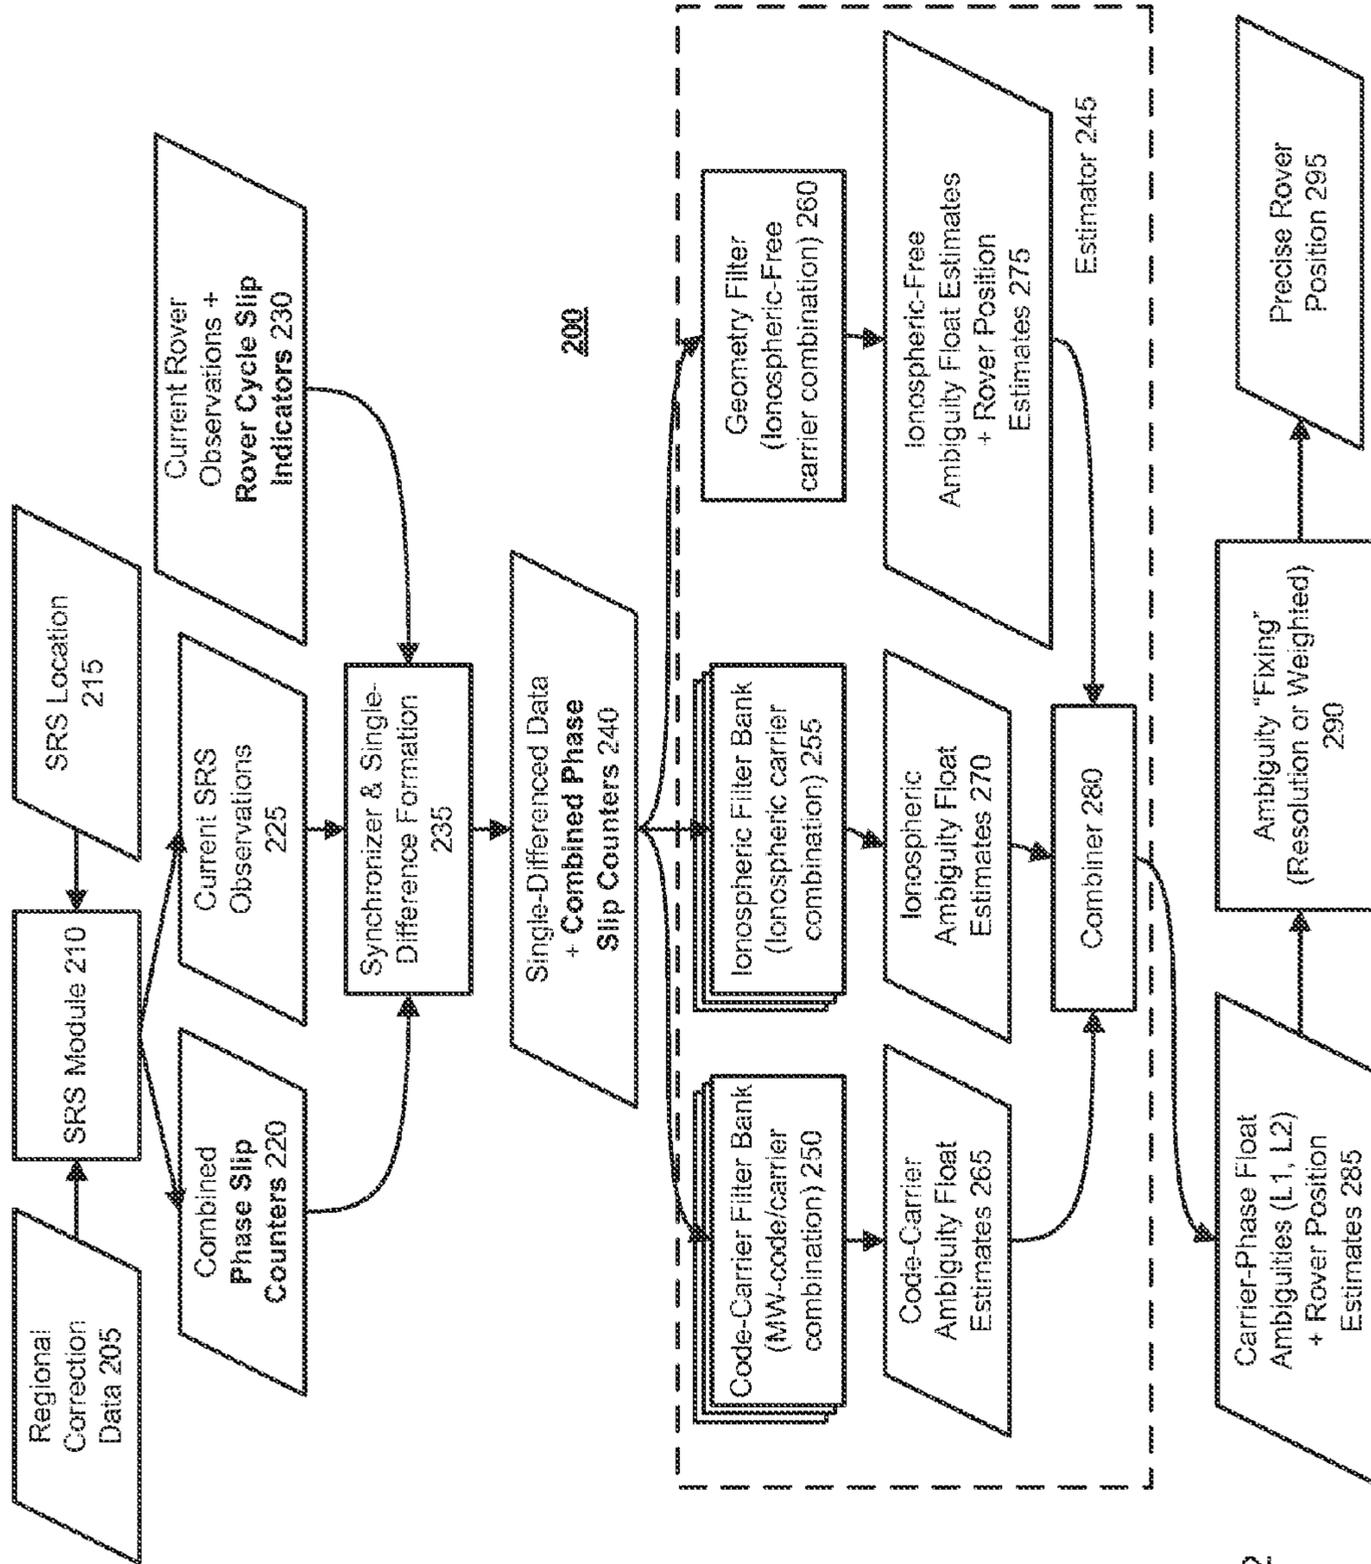 Regional
Correction
Data 205
SRS Module 210
SRS Location
215
Combined
Phase Slip
Counters 220
Current SRS
Observations
225
Current Rover
Observations +
Rover Cycle Slip
Indicators 230
Synchronizer & Single-
Difference Formation
235
Single-Differenced Data
+ Combined Phase
Slip Counters 240
200
Code-Carrier Filter Bank
(MW-code/carrier
combination) 250
Ionospheric Filter Bank
(Ionospheric carrier
combination) 255
Geometry Filter
(Ionospheric-Free
carrier combination) 260
Code-Carrier
Ambiguity Float
Estimates 265
Ionospheric
Ambiguity Float
Estimates 270
Ionospheric-Free
Ambiguity Float Estimates
+ Rover Position
Estimates 275
Combiner 280
Estimator 245
Carrier-Phase Float
Ambiguities (L1, L2)
+ Rover Position
Estimates 285
Ambiguity "Fixing"
(Resolution or Weighted)
290
Precise Rover
Position 295
2